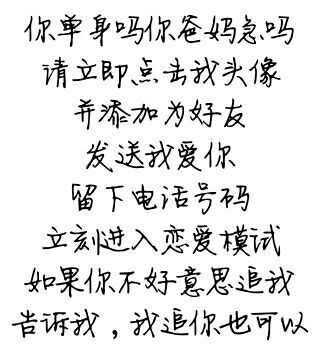 你单身吗你爸妈急吗
请立即点击我头像
并添加为好友
发送我爱你
留下电话号码
立刻进入恋爱模试
如果你不好意思追我
告诉我，我追你也可以